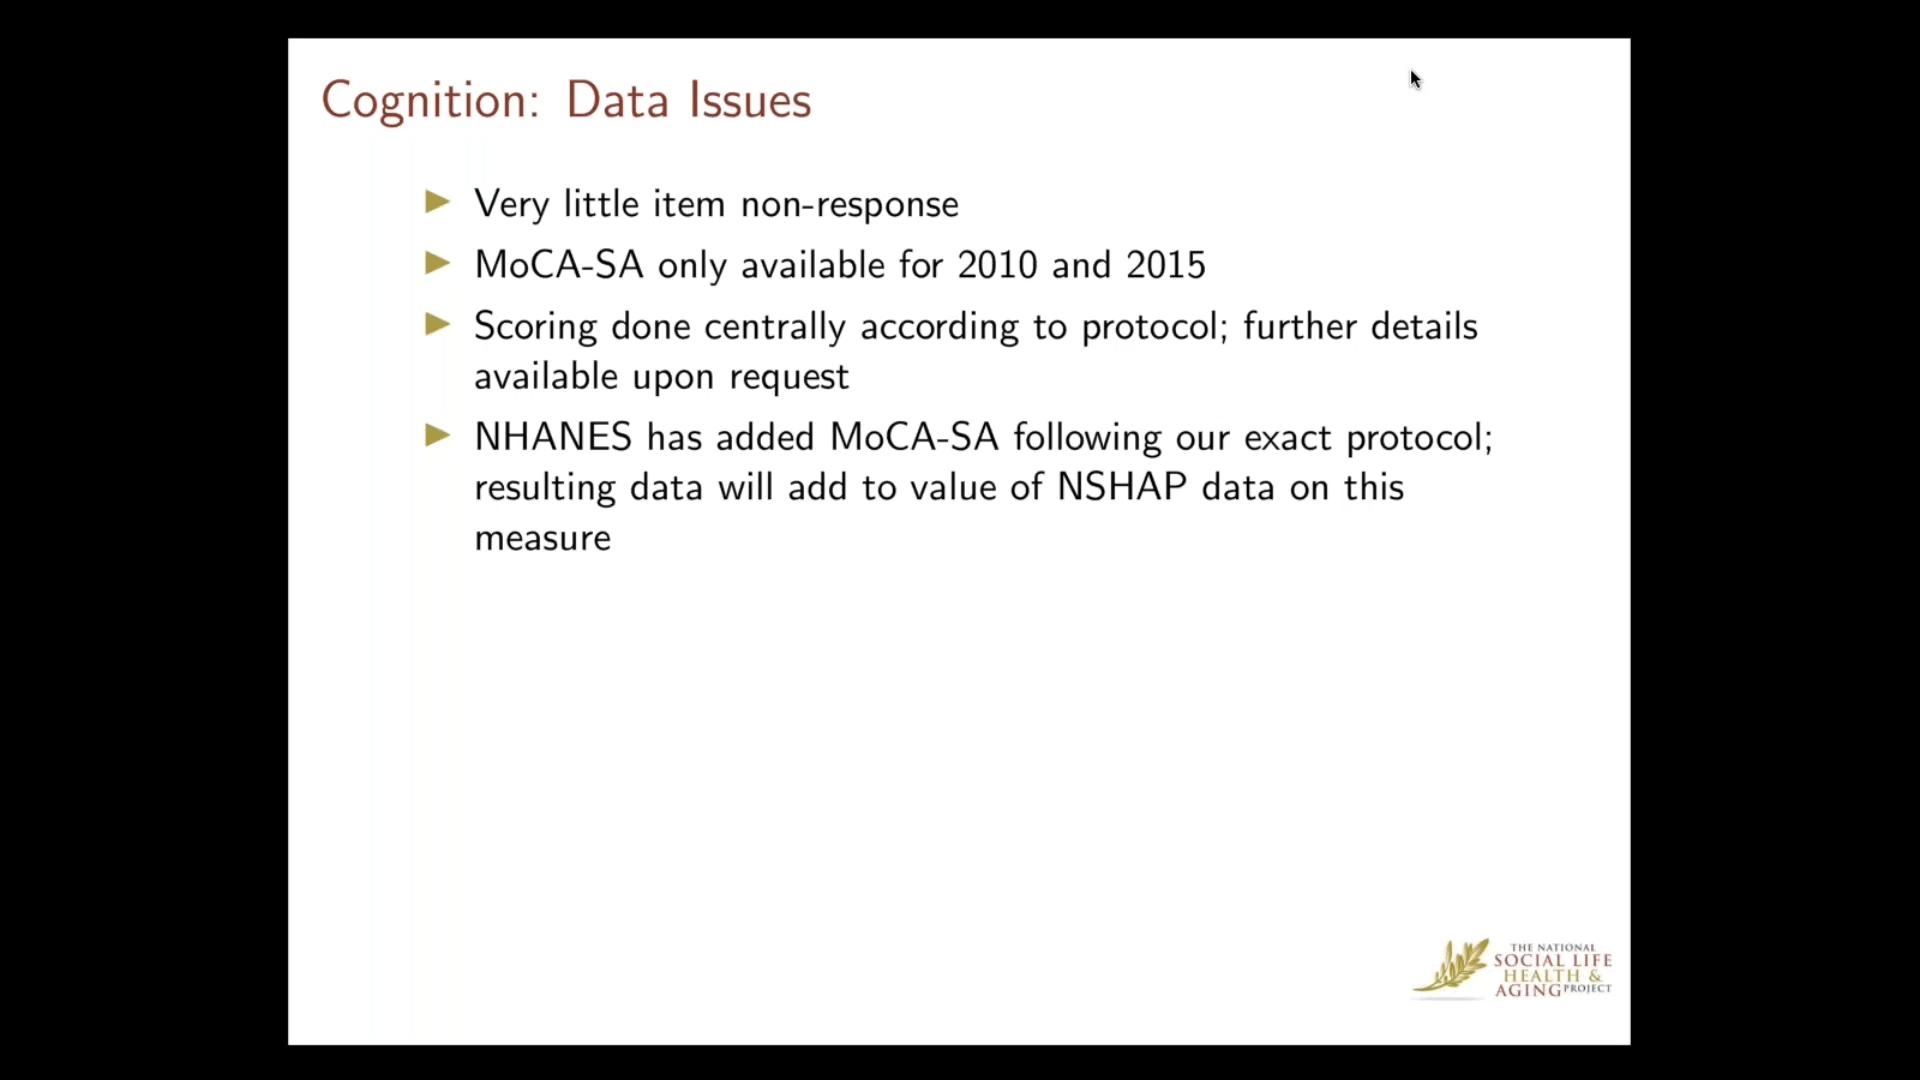 Cognition: Data Issues
Very little item non-response
MoCA-SA only available for 2010 and 2015
Scoring done centrally according to protocol; further details
available upon request
NHANES has added MoCA-SA following our exact protocol;
resulting data will add to value of NSHAP data on this
measure
THE NATIONAL
SOCIAL LIFE
HEALTH &
AGING PROJECT